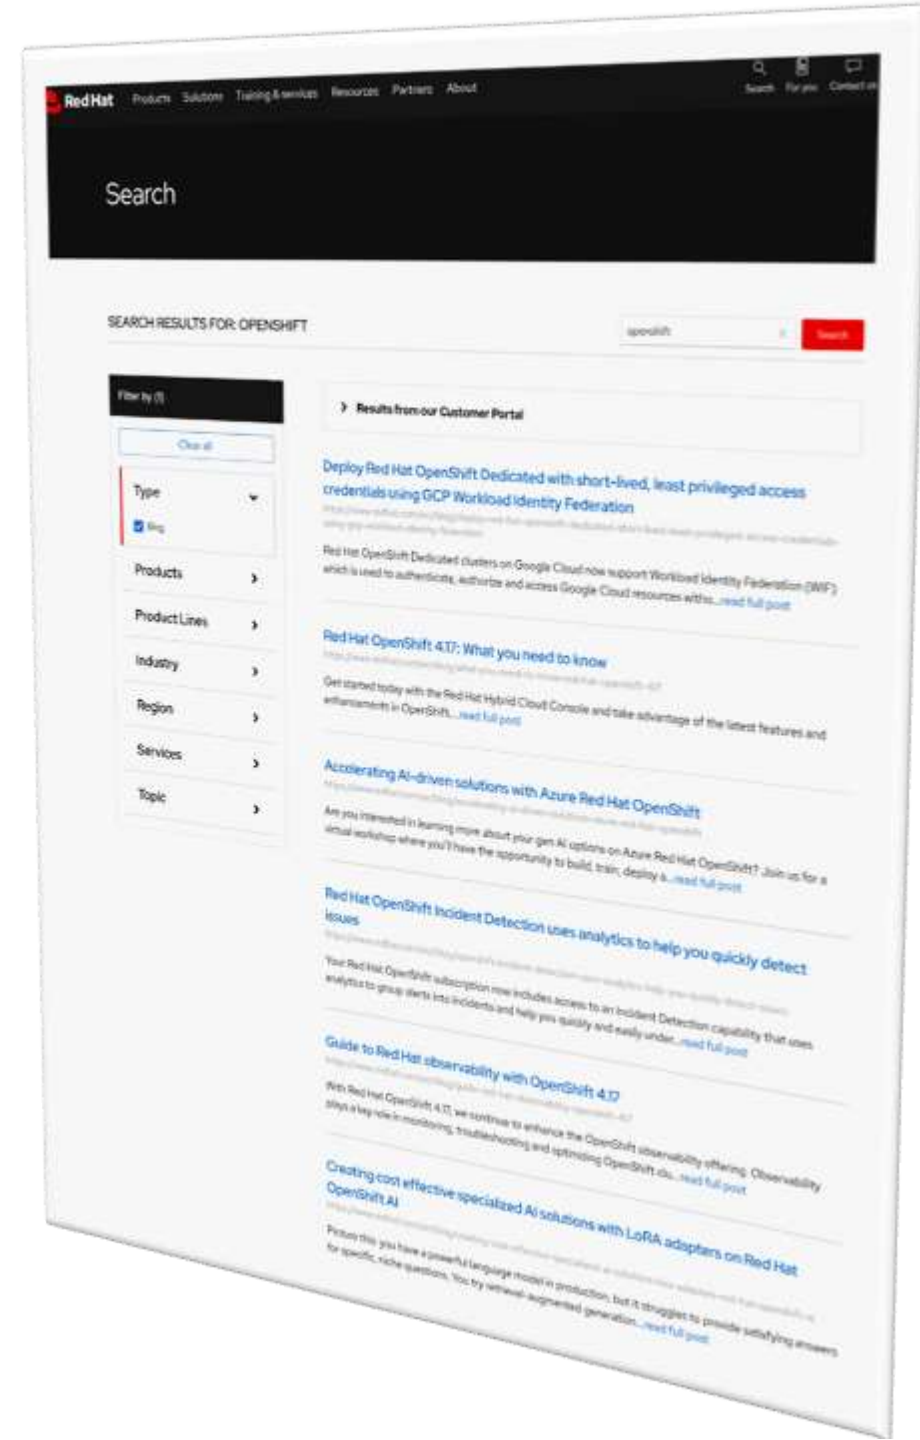 Red Hat Products Solutions Training & services Resources Partners About Search For you Contact us
Search
SEARCH RESULTS FOR: OPENSHIFT
openshift
Search
Filter by (1)
Clear all
Type
Blog
Products
Product Lines
Industry
Region
Services
Topic
Results from our Customer Portal
Deploy Red Hat OpenShift Dedicated with short-lived, least privileged access
credentials using GCP Workload Identity Federation
Red Hat OpenShift Dedicated clusters on Google Cloud now support Workload Identity Federation (WIF)
which is used to authenticate, authorize and access Google Cloud resources withi...read full post
Red Hat OpenShift 4.17: What you need to know
Get started today with the Red Hat Hybrid Cloud Console and take advantage of the latest features and
enhancements in OpenShift. ...read full post
Accelerating AI-driven solutions with Azure Red Hat OpenShift
Are you interested in learning more about your gen AI options on Azure Red Hat OpenShift? Join us for a
virtual workshop where you'll have the opportunity to build, train, deploy a...read full post
Red Hat OpenShift Incident Detection uses analytics to help you quickly detect
issues
Your Red Hat OpenShift subscription now includes access to an Incident Detection capability that uses
analytics to group alerts into incidents and help you quickly and easily under...read full post
Guide to Red Hat observability with OpenShift 4.17
With Red Hat OpenShift 4.17, we continue to enhance the OpenShift observability offering. Observability
plays a key role in monitoring, troubleshooting and optimizing OpenShift clu...read full post
Creating cost effective specialized AI solutions with LoRA adapters on Red Hat
OpenShift AI
Picture this: you have a powerful language model in production, but it struggles to provide satisfying answers
for specific, niche questions. You try retrieval-augmented generation...read full post